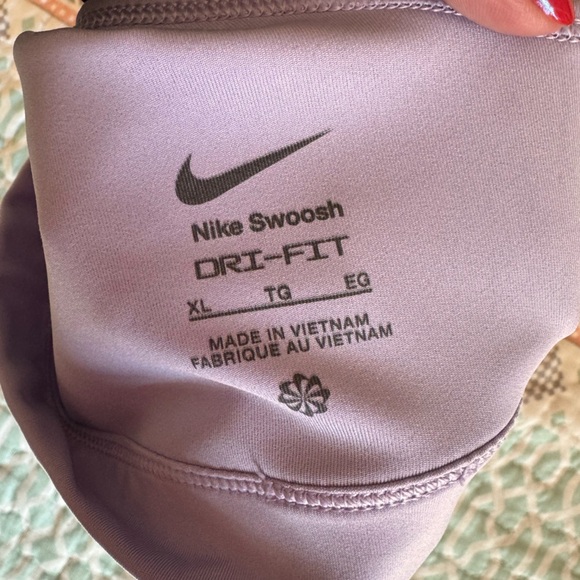 Nike Swoosh
DRI-FIT
XL TG EG
MADE IN VIETNAM
FABRIQUE AU VIETNAM